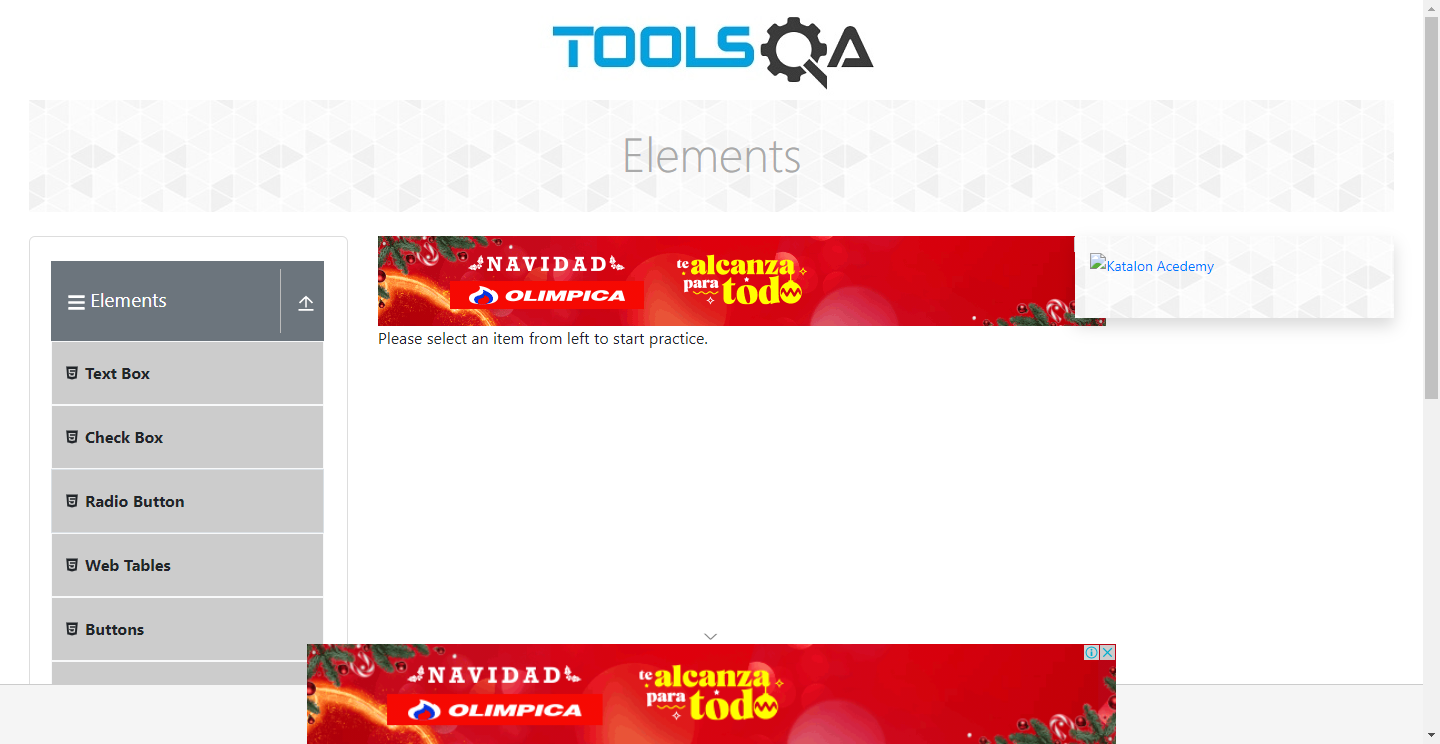 TOOLSQA
Elements
Elements
Text Box
Check Box
Radio Button
Web Tables
Buttons
NAVIDAD
OLIMPICA
te
alcanza
para
todo
Katalon Acedemy
Please select an item from left to start practice.
NAVIDAD
OLIMPICA
te
alcanza
para
todo